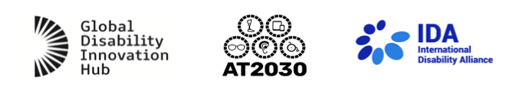 Global
Disability
Innovation
Hub
AT2030
IDA
International
Disability Alliance